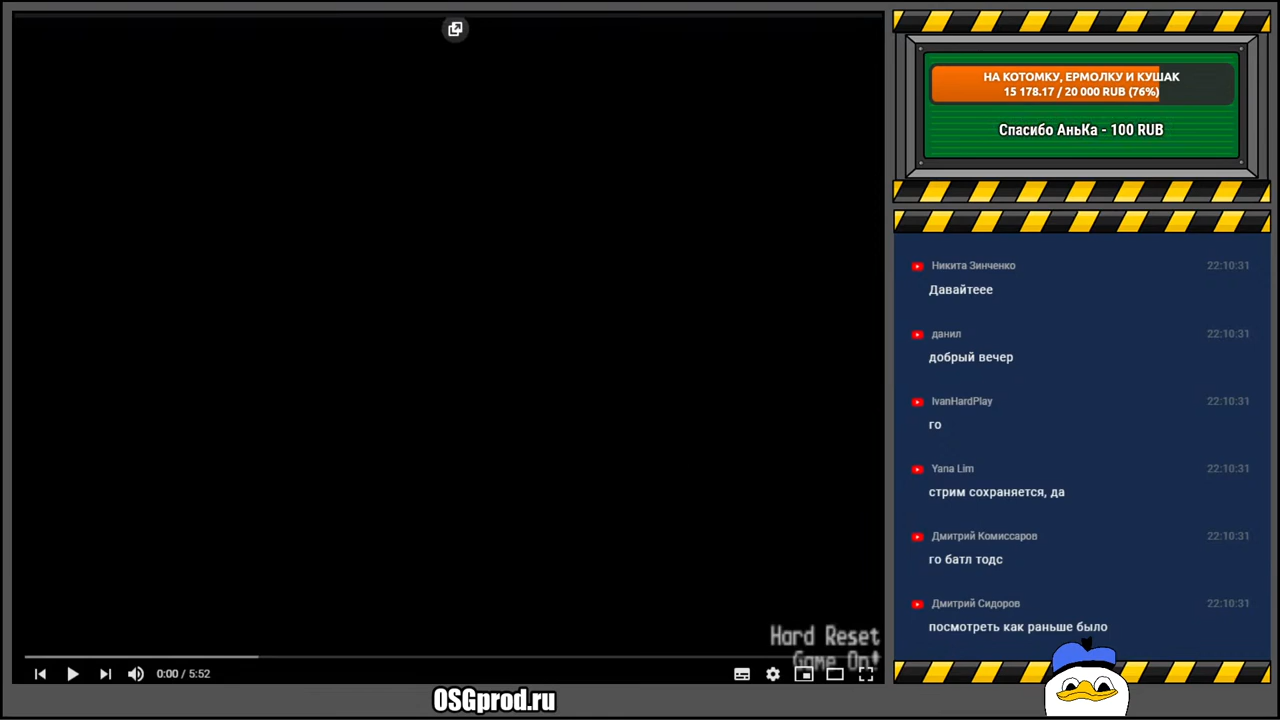 НА КОТОМКУ, ЕРМОЛКУ И КУШАК
15 178.17 / 20 000 RUB (76%)
Спасибо АньКа - 100 RUB
Никита Зинченко 22:10:31
Давайтеее
данил 22:10:31
добрый вечер
IvanHardPlay 22:10:31
го
Yana Lim 22:10:31
стрим сохраняется, да
Дмитрий Комиссаров 22:10:31
го батл тодс
Дмитрий Сидоров 22:10:31
посмотреть как раньше было
Hard Reset
Game On!
0:00 / 5:52
OSGprod.ru